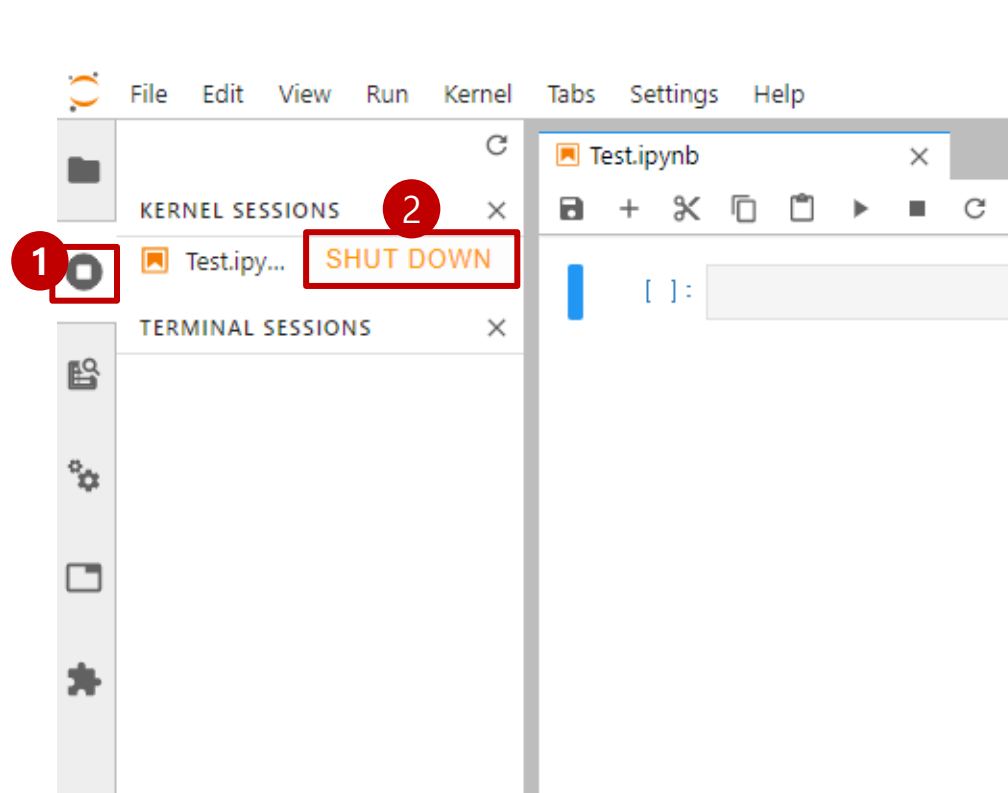 File Edit View Run Kernel Tabs Settings Help
Test.ipynb
KERNEL SESSIONS 2
1 Test.ipy... SHUT DOWN
[ ]:
TERMINAL SESSIONS